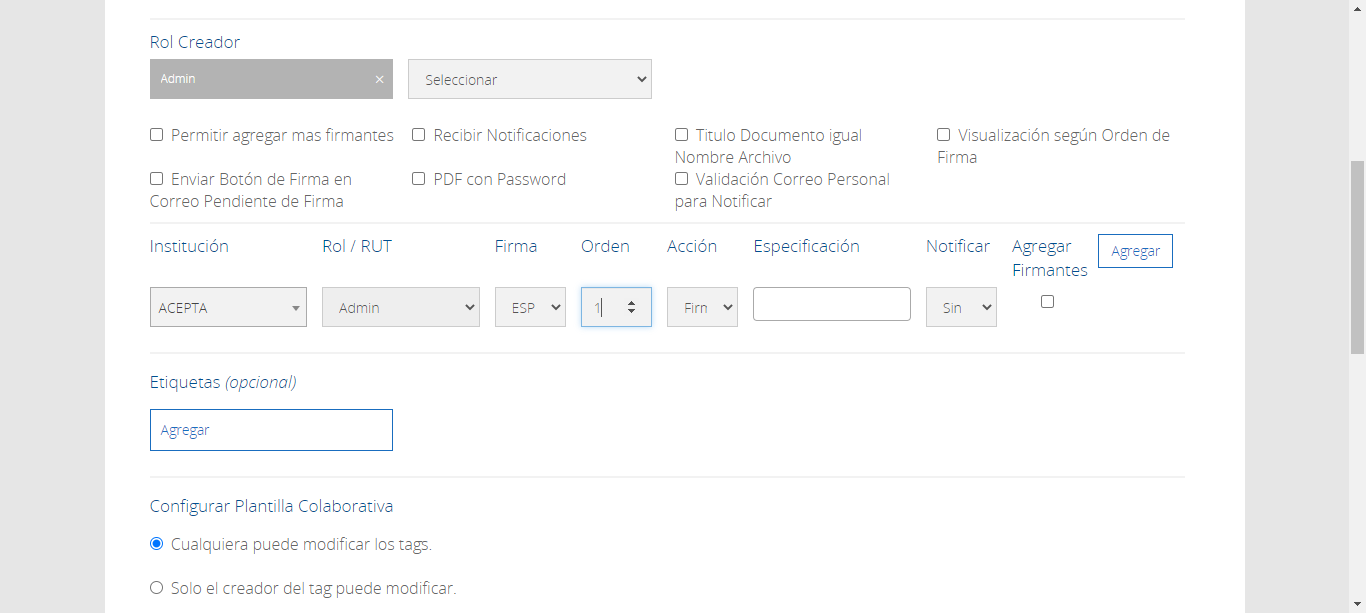 Rol Creador
Admin ×
Seleccionar
Permitir agregar mas firmantes
Recibir Notificaciones
Titulo Documento igual
Nombre Archivo
Visualización según Orden de
Firma
Enviar Botón de Firma en
Correo Pendiente de Firma
PDF con Password
Validación Correo Personal
para Notificar
Institución
Rol / RUT
Firma
Orden
Acción
Especificación
Notificar
Agregar
Firmantes
Agregar
ACEPTA
Admin
ESP
1
Firn
Sin
Etiquetas (opcional)
Agregar
Configurar Plantilla Colaborativa
Cualquiera puede modificar los tags.
Solo el creador del tag puede modificar.